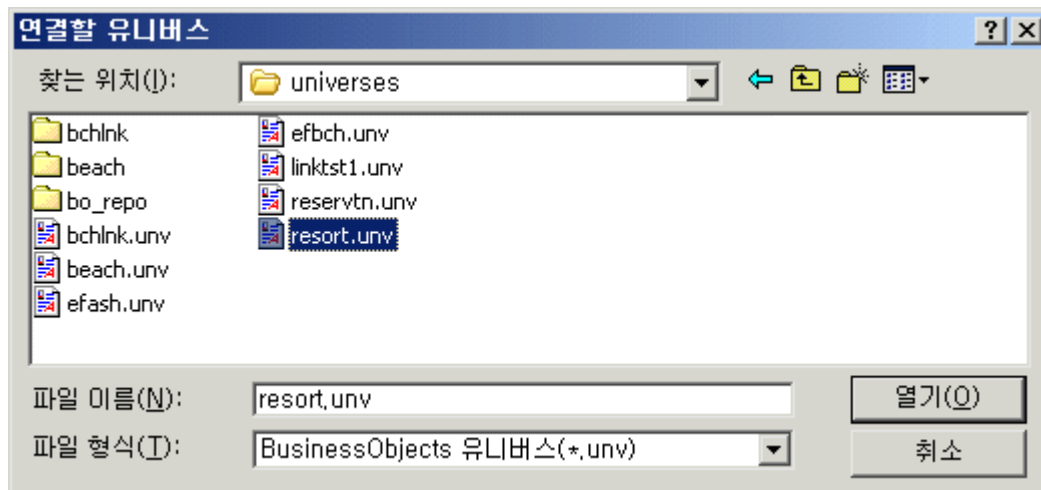 연결할 유니버스
찾는 위치(I):
universes
bchlnk
beach
bo_repo
bchlnk.unv
beach.unv
efash.unv
efbch.unv
linktst1.unv
reservtn.unv
resort.unv
파일 이름(N):
resort.unv
열기(O)
파일 형식(T):
BusinessObjects 유니버스(*.unv)
취소